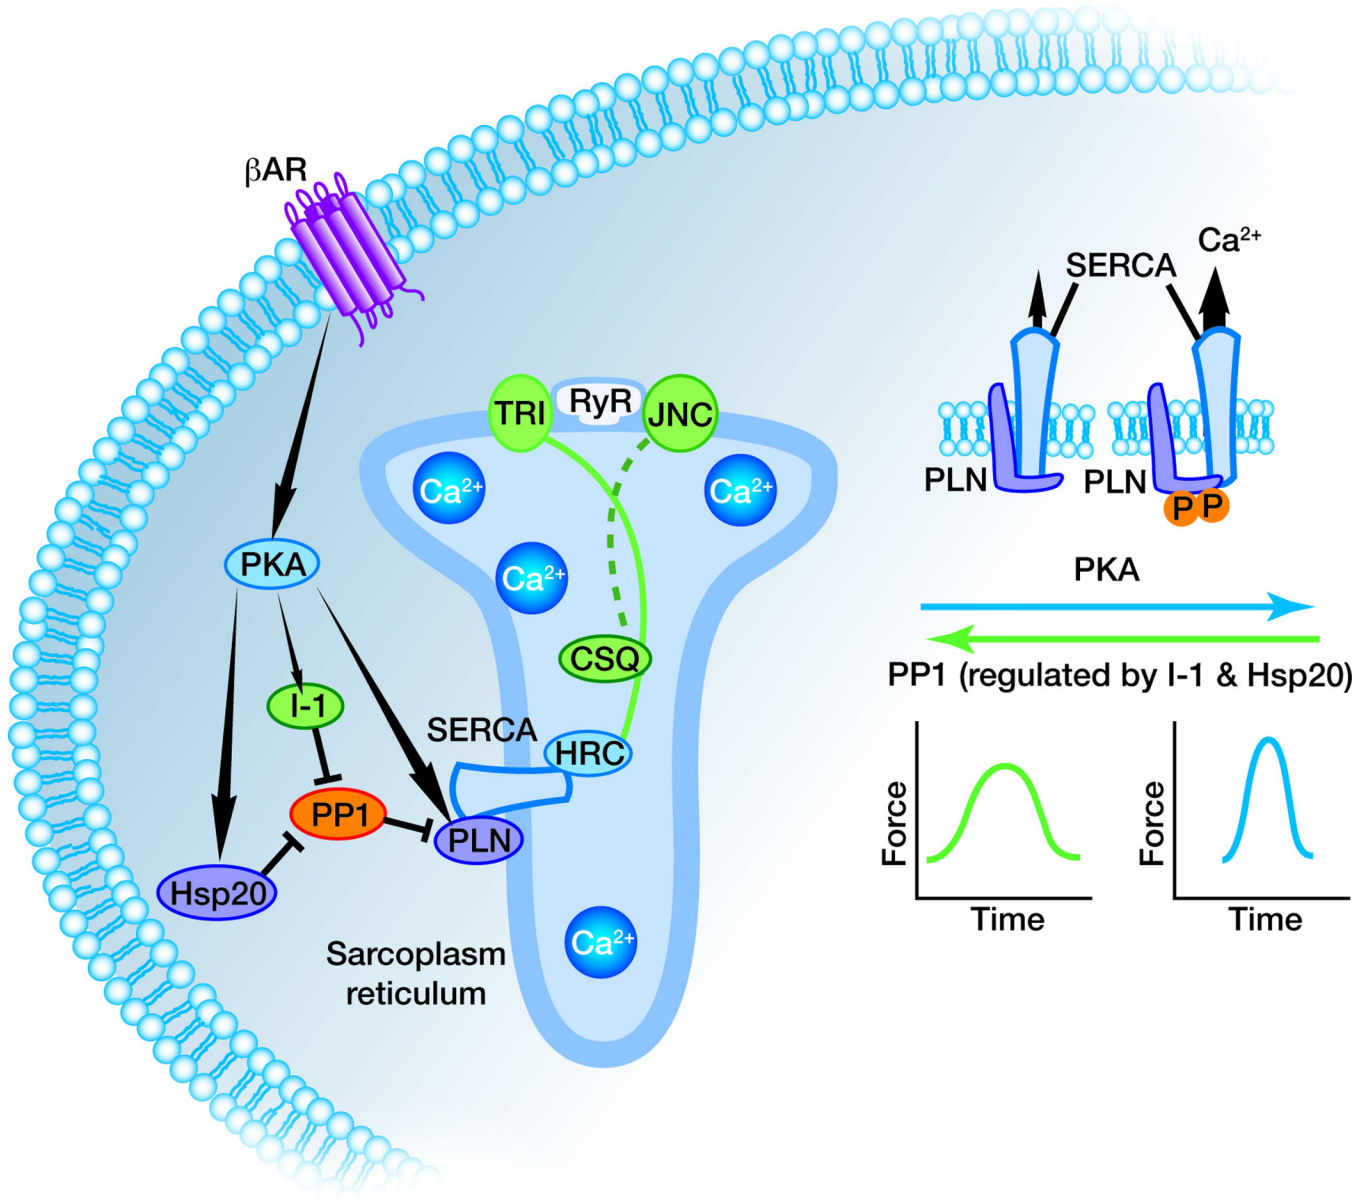 βAR
Ca²⁺
SERCA
TRI
RyR
JNC
Ca²⁺
Ca²⁺
PLN
PLN
P
P
PKA
Ca²⁺
PKA
CSQ
PP1 (regulated by I-1 & Hsp20)
I-1
SERCA
HRC
PP1
PLN
Force
Force
Hsp20
Time
Time
Ca²⁺
Sarcoplasm
reticulum